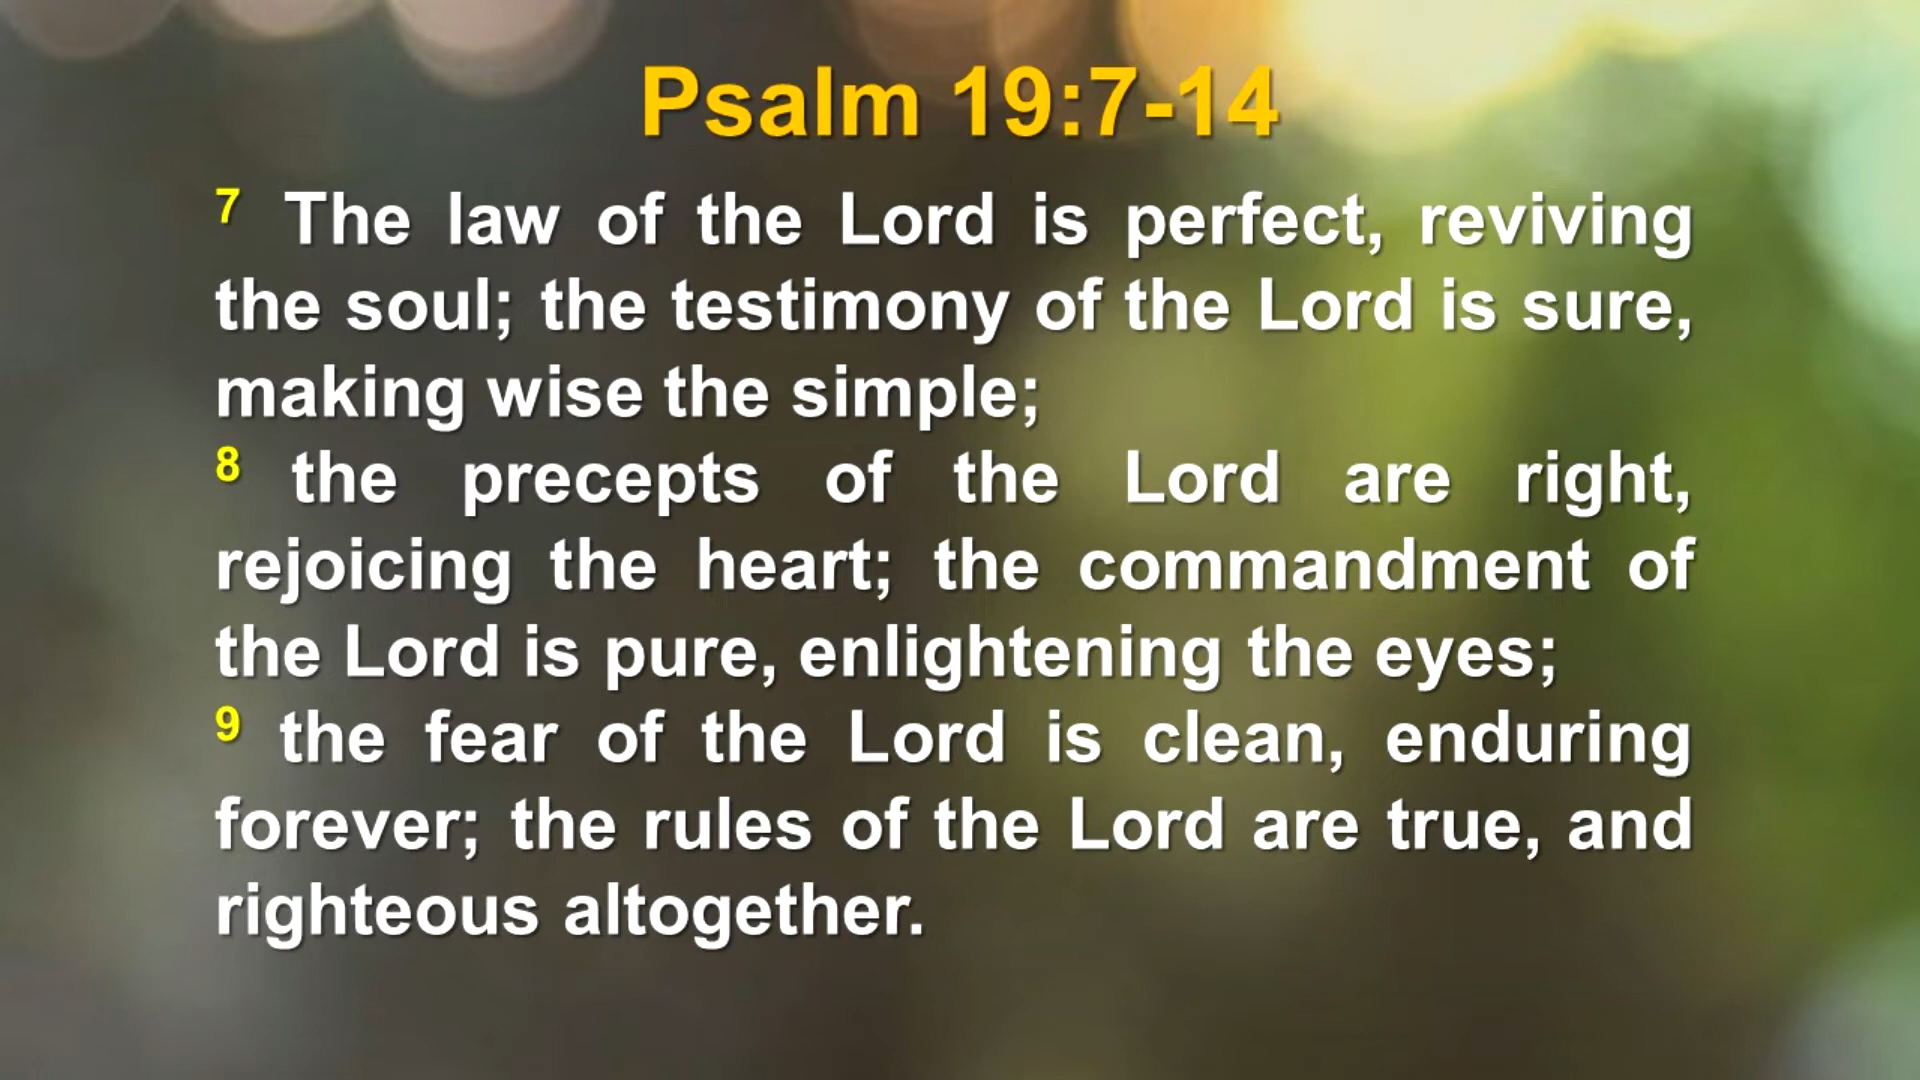 Psalm 19:7-14
7 The law of the Lord is perfect, reviving
the soul; the testimony of the Lord is sure,
making wise the simple;
8 the precepts of the Lord are right,
rejoicing the heart; the commandment of
the Lord is pure, enlightening the eyes;
9 the fear of the Lord is clean, enduring
forever; the rules of the Lord are true, and
righteous altogether.